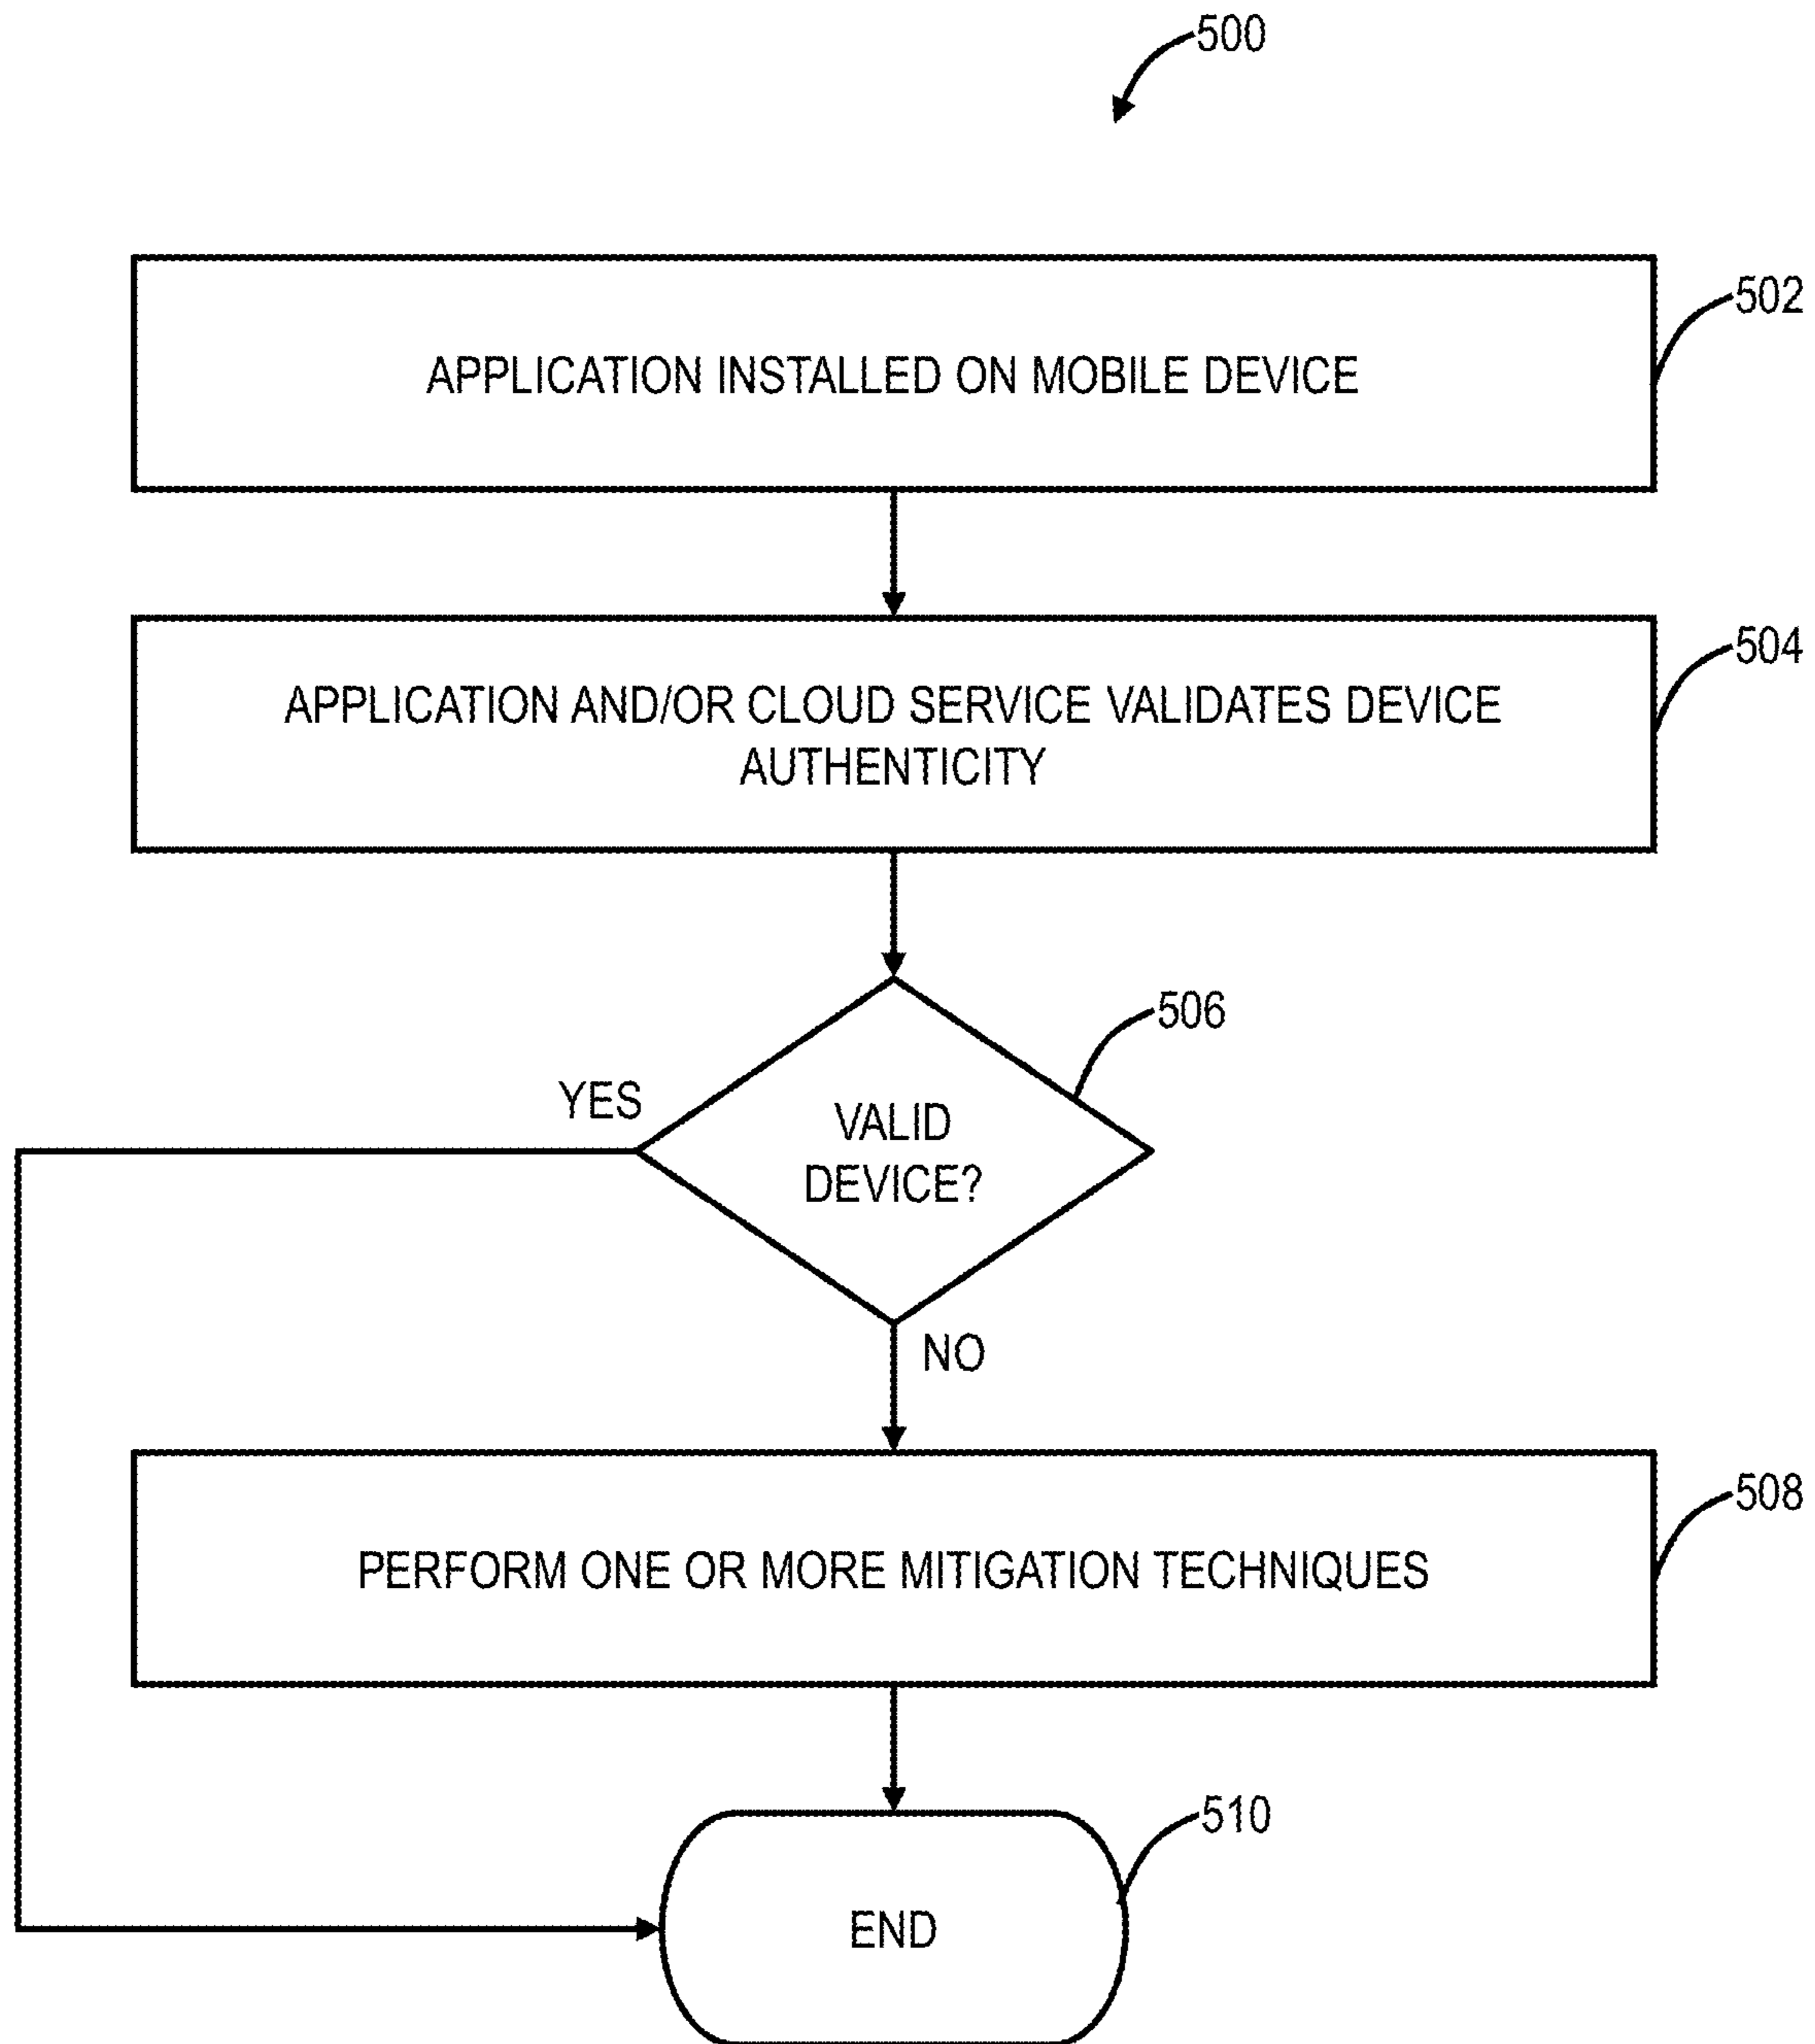 500
APPLICATION INSTALLED ON MOBILE DEVICE
502
APPLICATION AND/OR CLOUD SERVICE VALIDATES DEVICE
AUTHENTICITY
504
506
YES
VALID
DEVICE?
NO
PERFORM ONE OR MORE MITIGATION TECHNIQUES
508
510
END